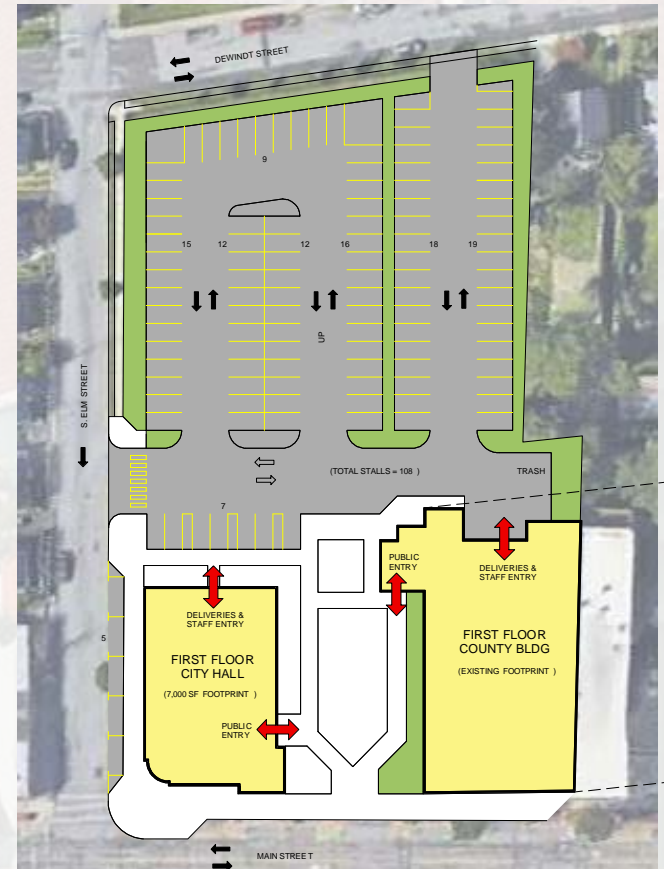 DEWINDT STREET
9
15
12
12
16
18
19
UP
S. ELM STREET
(TOTAL STALLS = 108 )
TRASH
7
PUBLIC
ENTRY
DELIVERIES &
STAFF ENTRY
DELIVERIES &
STAFF ENTRY
5
FIRST FLOOR
COUNTY BLDG
(EXISTING FOOTPRINT )
FIRST FLOOR
CITY HALL
(7,000 SF FOOTPRINT )
PUBLIC
ENTRY
MAIN STREET